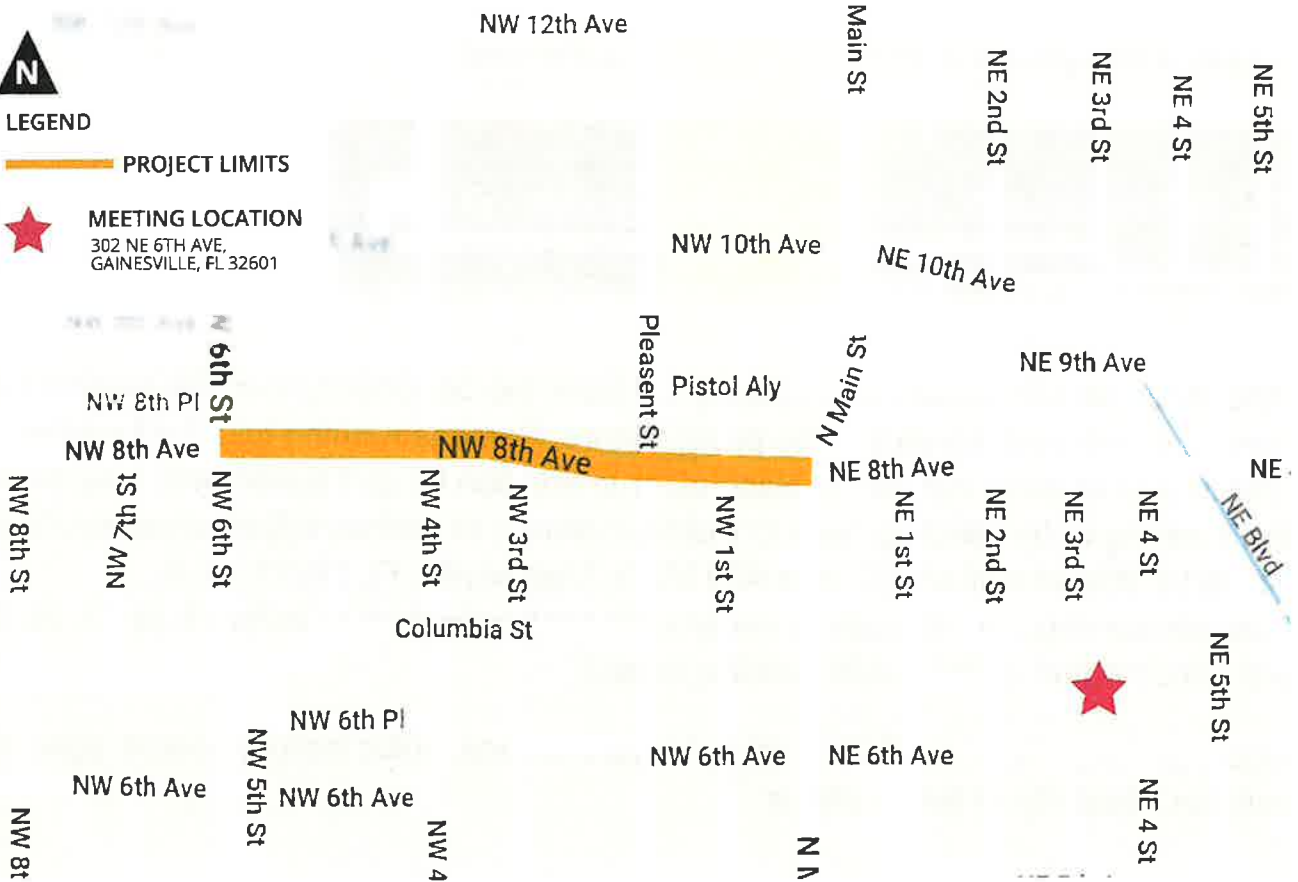 NW 12th Ave
Main St
NE 2nd St
NE 3rd St
NE 4 St
NE 5th St
N
LEGEND
PROJECT LIMITS
MEETING LOCATION
302 NE 6TH AVE,
GAINESVILLE, FL 32601
NW 10th Ave
NE 10th Ave
6th St
Pleasent St
Pistol Aly
N Main St
NE 9th Ave
NW 8th Pl
NW 8th Ave
NW 8th Ave
NE 8th Ave
NE
NW 8th St
NW 7th St
NW 6th St
NW 4th St
NW 3rd St
NW 1st St
NE 1st St
NE 2nd St
NE 3rd St
NE 4 St
NE Blvd
Columbia St
NE 5th St
NW 6th Pl
NW 6th Ave
NE 6th Ave
NW 6th Ave
NW 5th St
NW 6th Ave
NE 4 St
NW 8t
NW 4